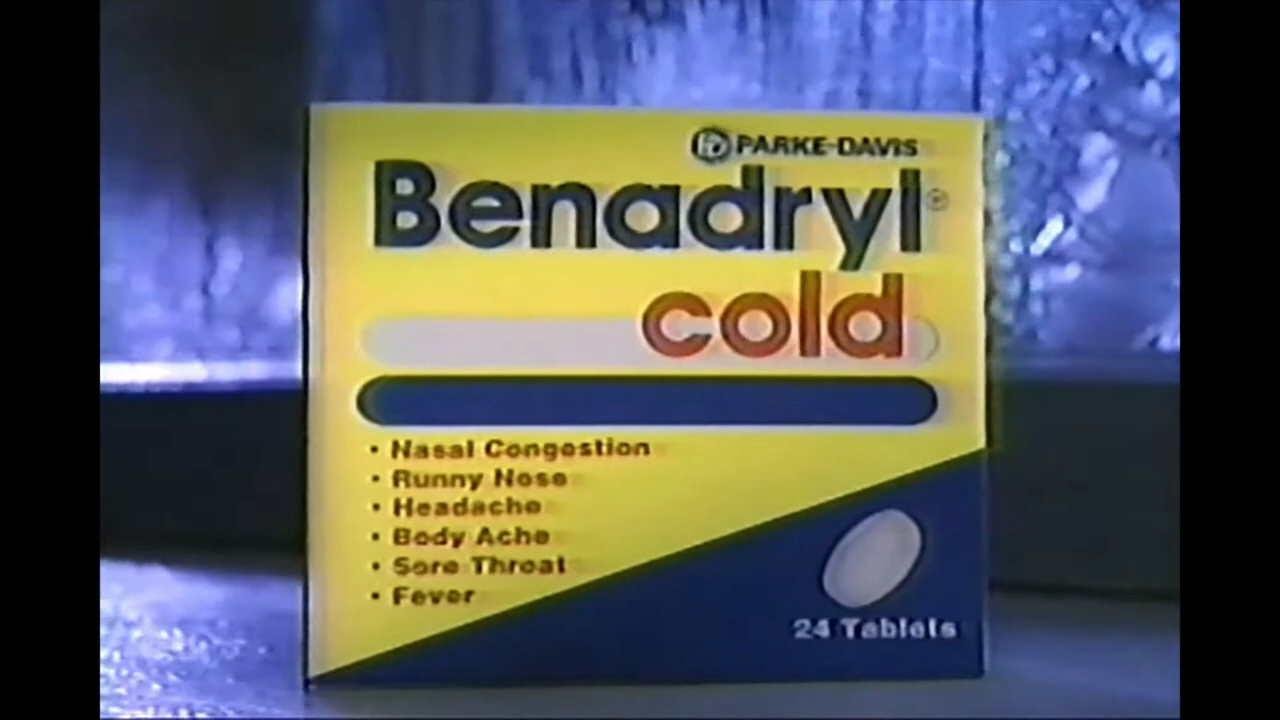 PARKE-DAVIS
Benadryl®
cold
• Nasal Congestion
• Runny Nose
• Headache
• Body Ache
• Sore Throat
• Fever
24 Tablets